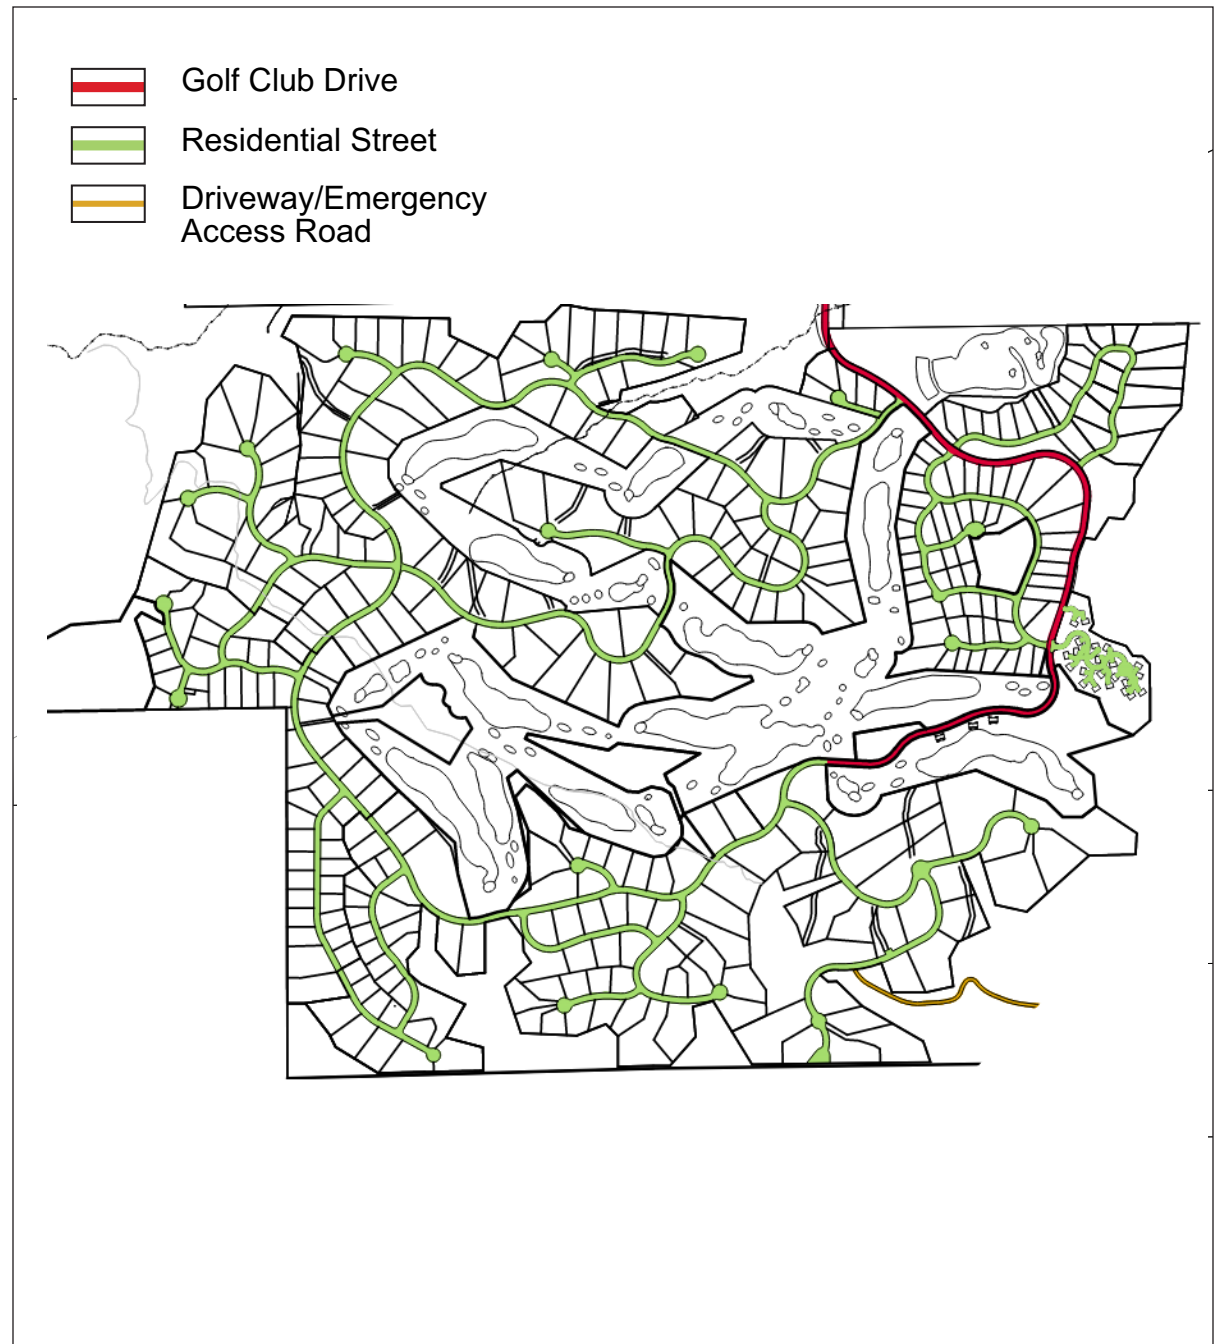 Golf Club Drive
Residential Street
Driveway/Emergency
Access Road